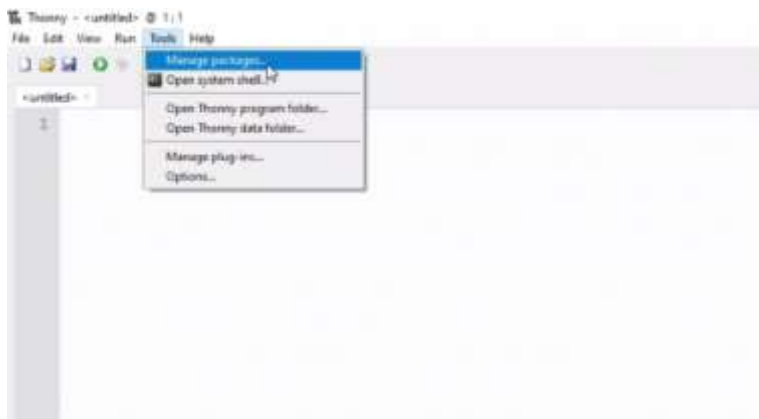 Thonny - <untitled> @ 1:1
File Edit View Run Tools Help
<untitled> ×
1
Manage packages...
Open system shell...
Open Thonny program folder...
Open Thonny data folder...
Manage plug-ins...
Options...